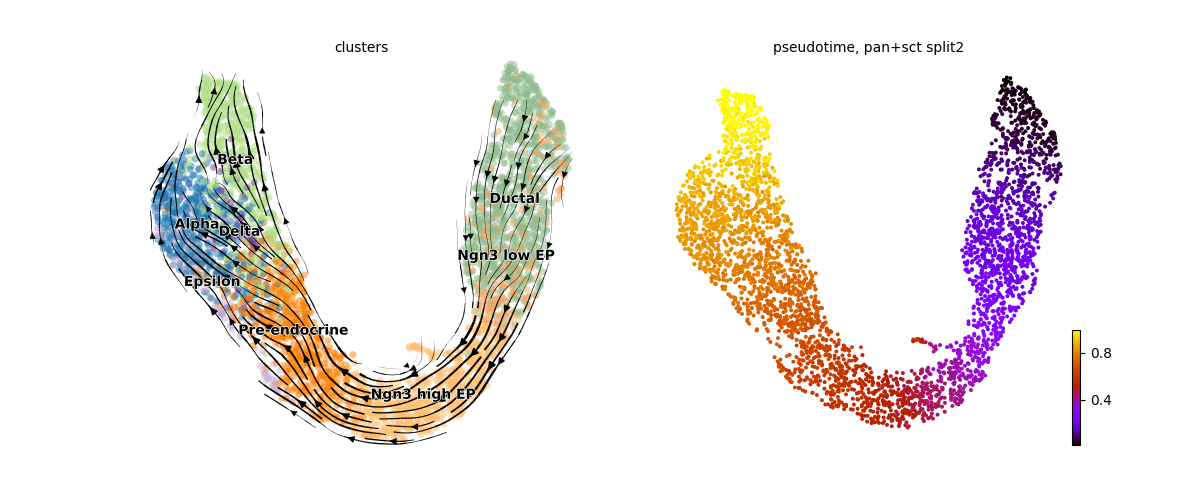 clusters
Beta
Alpha
Delta
Epsilon
Pre-endocrine
Ngn3 high EP
Ductal
Ngn3 low EP
pseudotime, pan+sct split2
0.8
0.4